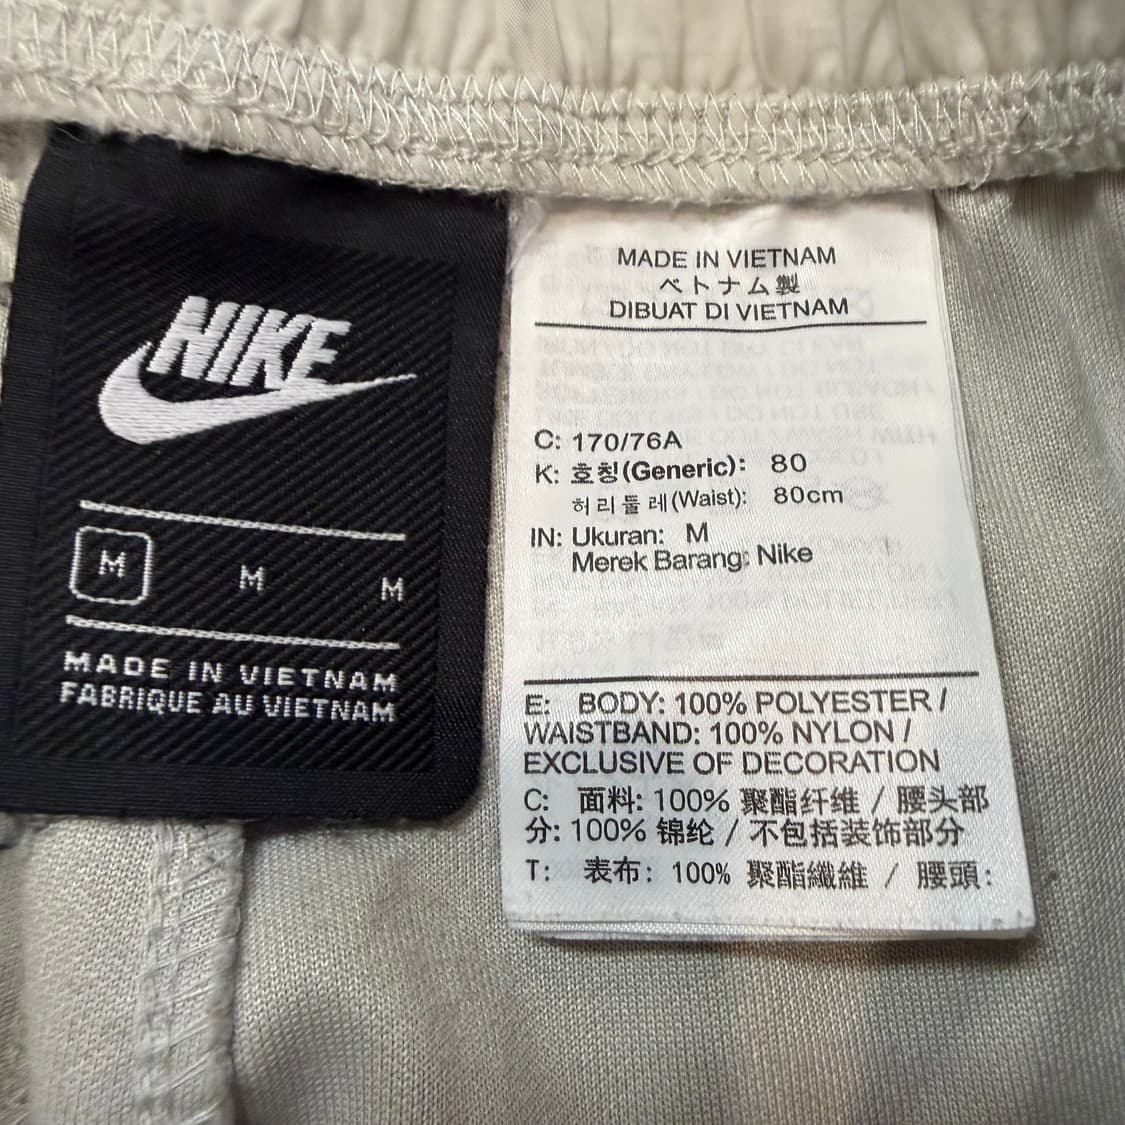 NIKE
M M M
MADE IN VIETNAM
FABRIQUE AU VIETNAM
MADE IN VIETNAM
ベトナム製
DIBUAT DI VIETNAM
C: 170/76A
K: 호칭(Generic): 80
허리둘레(Waist): 80cm
IN: Ukuran: M
Merek Barang: Nike
E: BODY: 100% POLYESTER /
WAISTBAND: 100% NYLON /
EXCLUSIVE OF DECORATION
C: 面料: 100% 聚酯纤维 / 腰头部
分: 100% 锦纶 / 不包括装饰部分
T: 表布: 100% 聚酯纖維 / 腰頭: